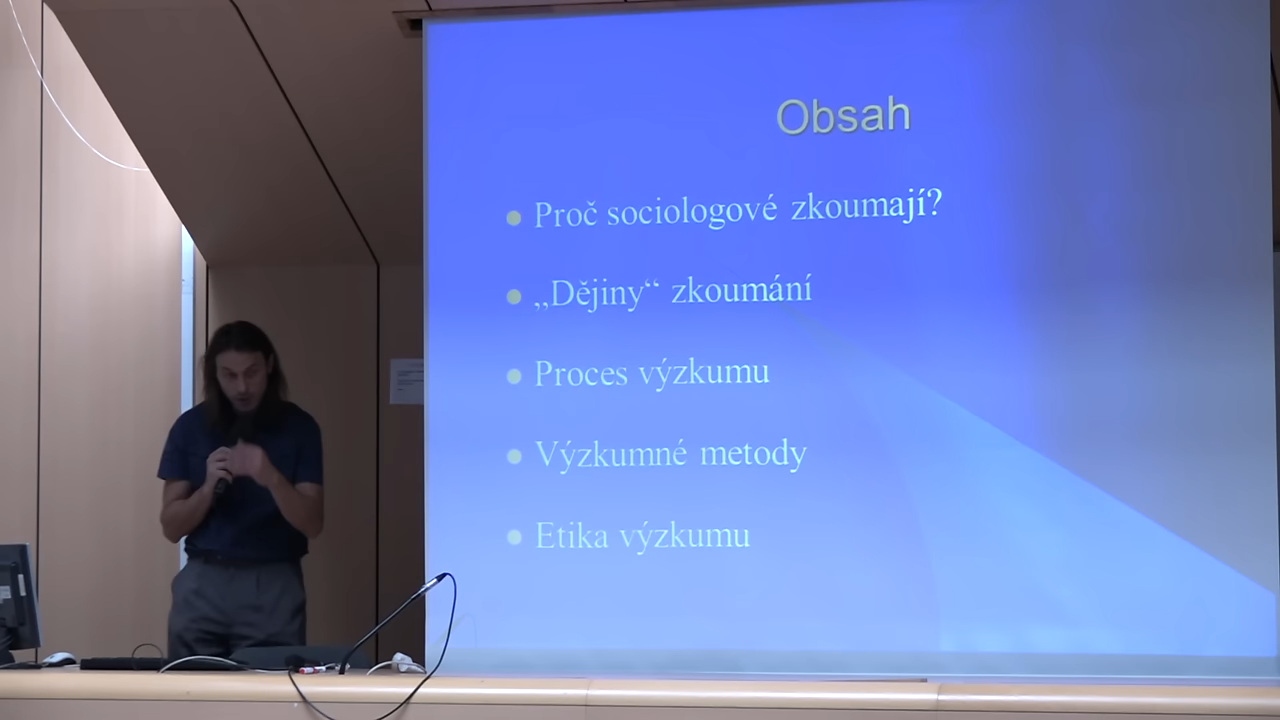 Obsah
Proč sociologové zkoumají?
„Dějiny“ zkoumání
Proces výzkumu
Výzkumné metody
Etika výzkumu